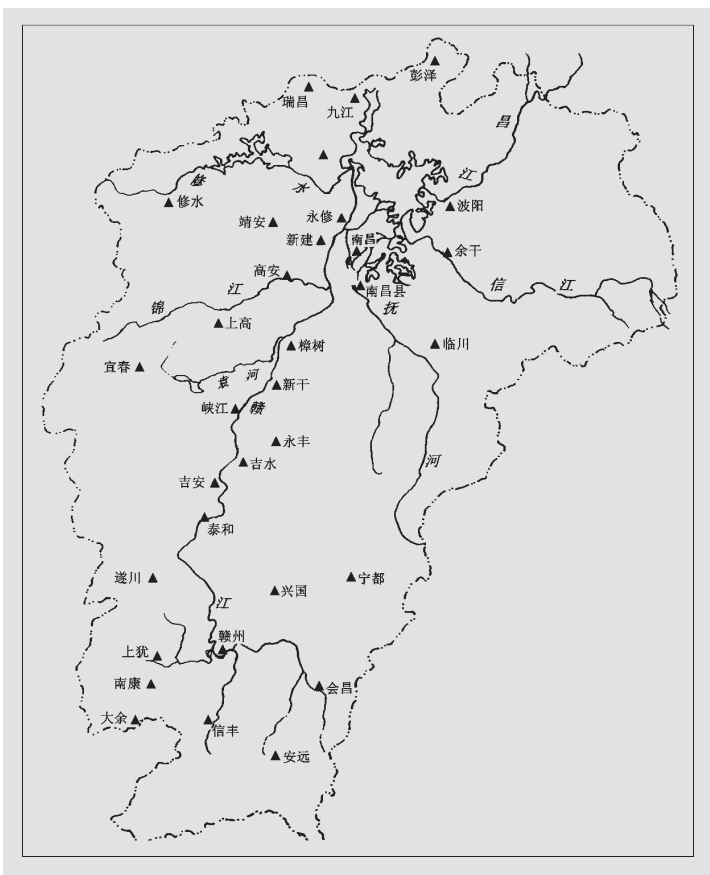 彭泽
瑞昌
九江
昌
江
修
水
修水
波阳
靖安
永修
新建
南昌
余干
高安
南昌县
信
江
锦
江
抚
上高
樟树
临川
宜春
袁
河
新干
峡江
赣
永丰
河
吉水
吉安
泰和
遂川
兴国
宁都
江
赣州
上犹
南康
会昌
大余
信丰
安远